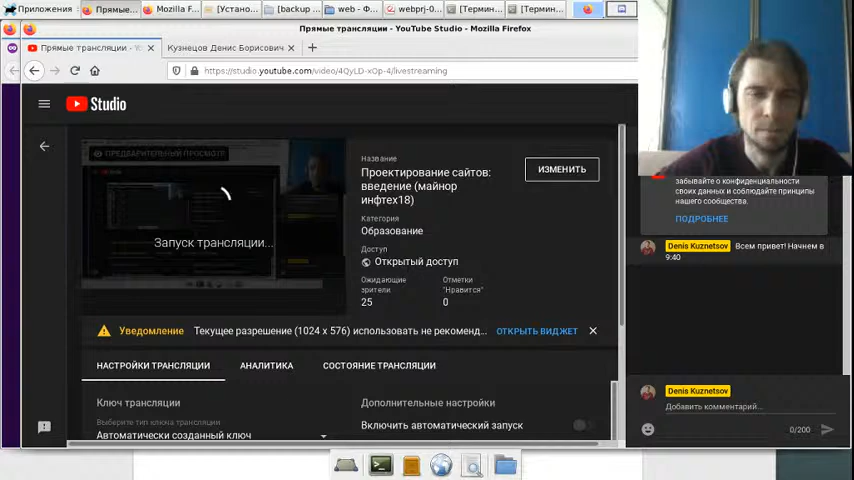 Приложения
Прямые...
Mozilla F...
[Устано...
[backup ...
web - Ф...
webprj-0...
[Термин...
[Термин...
Прямые трансляции - YouTube Studio - Mozilla Firefox
Прямые трансляции - You
Кузнецов Денис Борисович
https://studio.youtube.com/video/4QyLD-xOp-4/livestreaming
Studio
ПРЕДВАРИТЕЛЬНЫЙ ПРОСМОТР
Запуск трансляции...
Название
Проектирование сайтов:
введение (майнор
инфтех18)
ИЗМЕНИТЬ
Категория
Образование
Доступ
Открытый доступ
Ожидающие
зрители
25
Отметки
"Нравится"
0
Уведомление Текущее разрешение (1024 x 576) использовать не рекоменд...
ОТКРЫТЬ ВИДЖЕТ
НАСТРОЙКИ ТРАНСЛЯЦИИ
АНАЛИТИКА
СОСТОЯНИЕ ТРАНСЛЯЦИИ
Ключ трансляции
Выберите тип ключа трансляции
Автоматически созданный ключ
Дополнительные настройки
Включить автоматический запуск
забывайте о конфиденциальности
своих данных и соблюдайте принципы
нашего сообщества.
ПОДРОБНЕЕ
Denis Kuznetsov Всем привет! Начнем в
9:40
Denis Kuznetsov
Добавить комментарий...
0/200